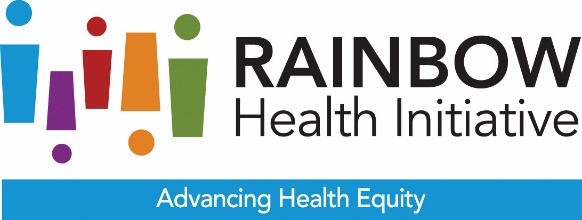 RAINBOW
Health Initiative
Advancing Health Equity